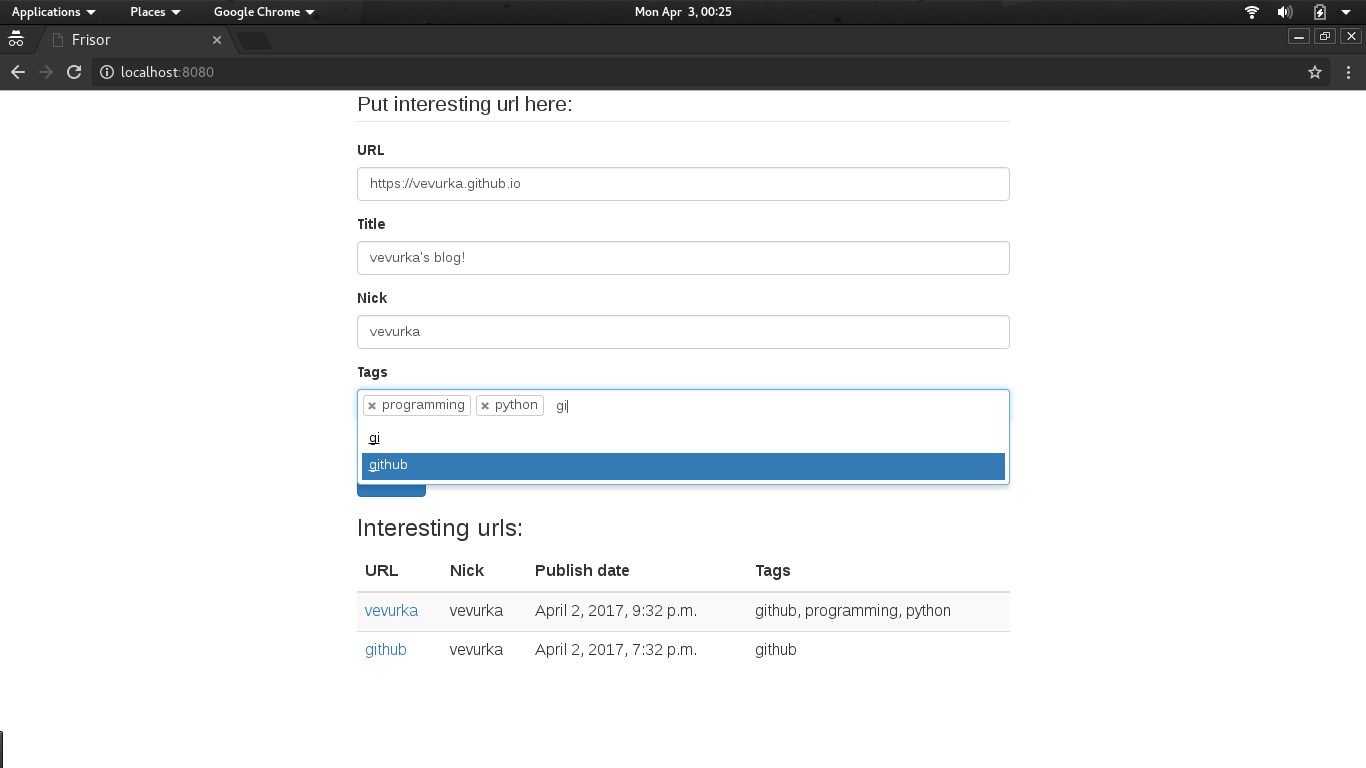 Applications Places Google Chrome Mon Apr 3, 00:25
Frisor
localhost:8080
Put interesting url here:
URL
https://vevurka.github.io
Title
vevurka's blog!
Nick
vevurka
Tags
programming python gi
gi
github
Interesting urls:
URL Nick Publish date Tags
vevurka vevurka April 2, 2017, 9:32 p.m. github, programming, python
github vevurka April 2, 2017, 7:32 p.m. github